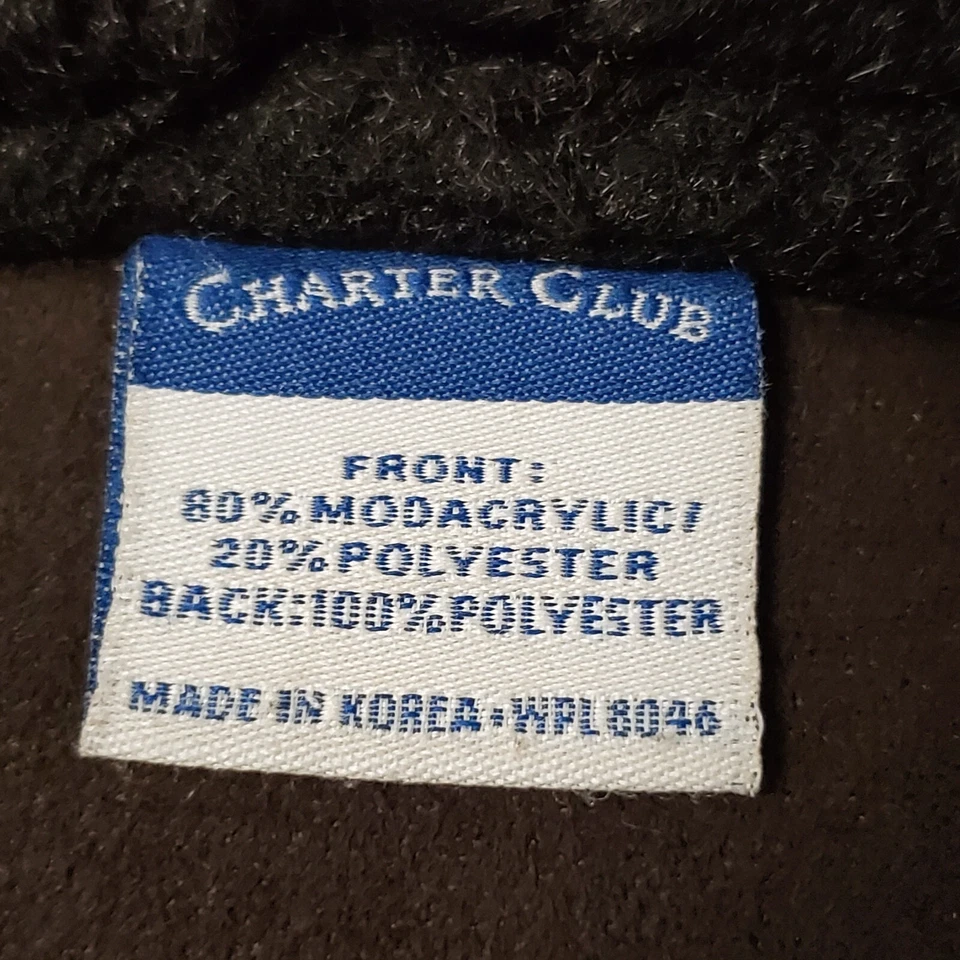 CHARTER CLUB
FRONT:
80% MODACRYLIC/
20% POLYESTER
BACK:100% POLYESTER
MADE IN KOREA·WPL8046